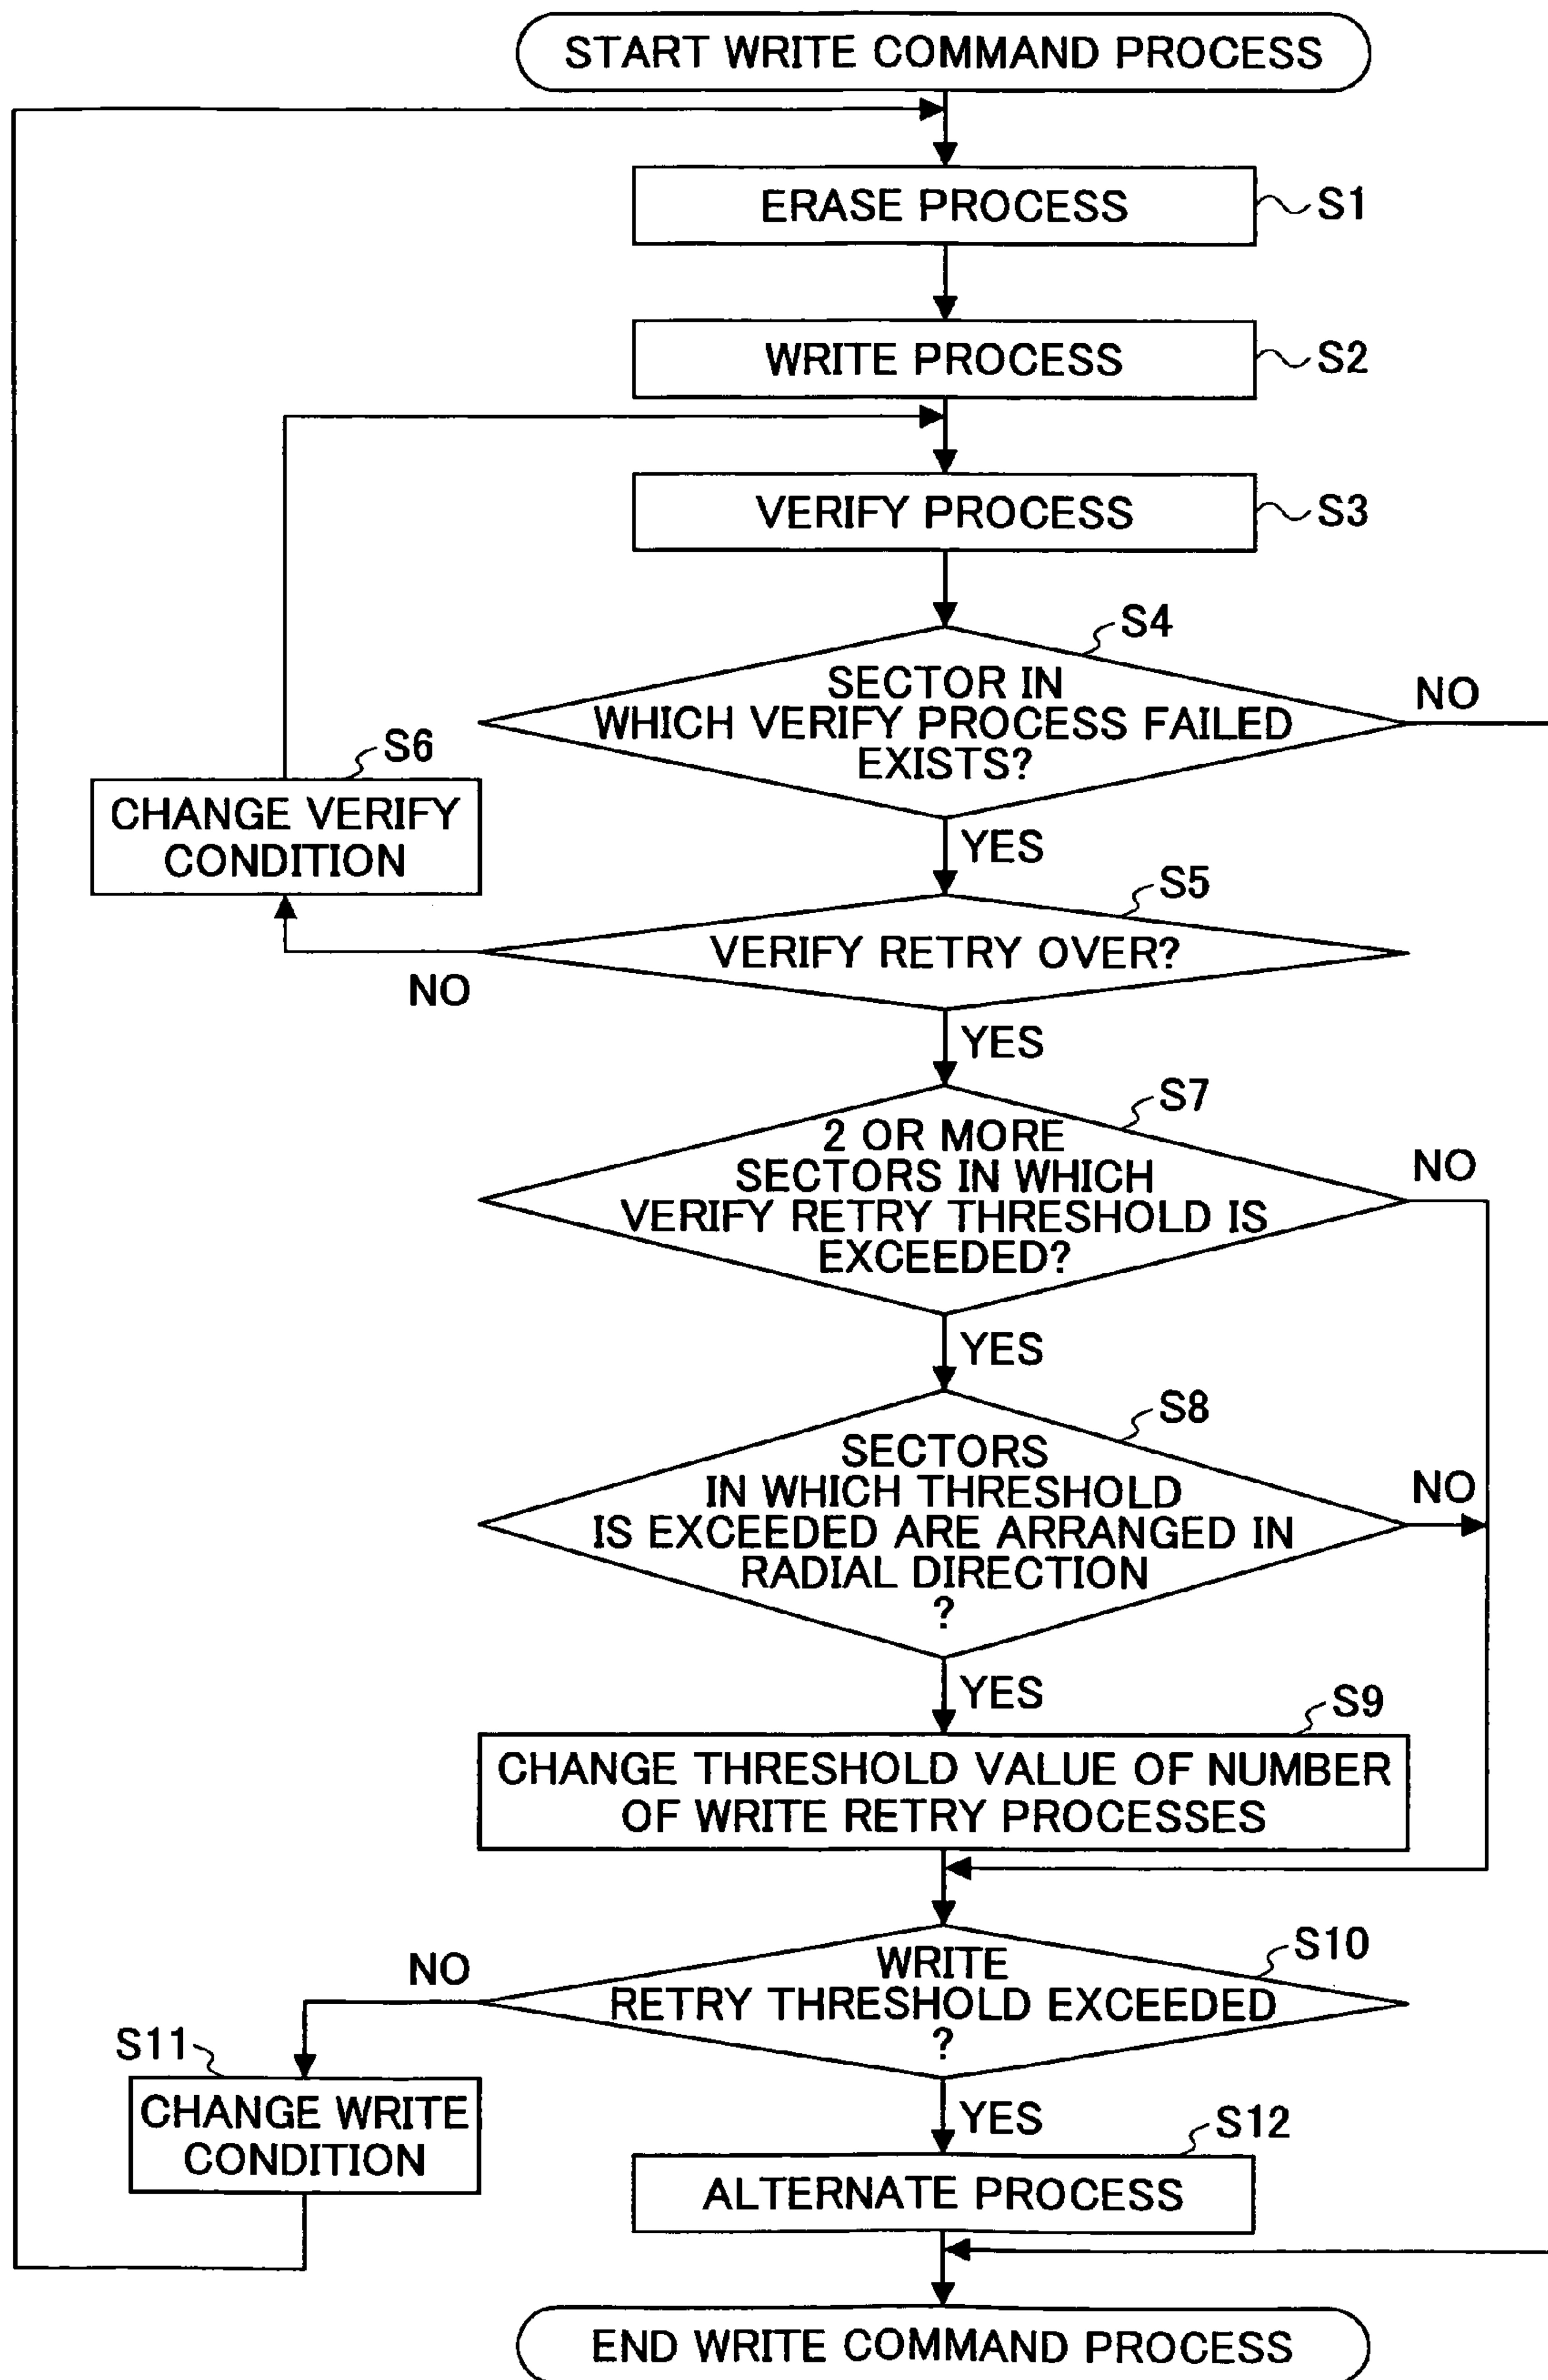 START WRITE COMMAND PROCESS
ERASE PROCESS
S1
WRITE PROCESS
S2
VERIFY PROCESS
S3
S4
SECTOR IN
WHICH VERIFY PROCESS FAILED
EXISTS?
NO
YES
S6
CHANGE VERIFY
CONDITION
S5
VERIFY RETRY OVER?
NO
YES
S7
2 OR MORE
SECTORS IN WHICH
VERIFY RETRY THRESHOLD IS
EXCEEDED?
NO
YES
S8
SECTORS
IN WHICH THRESHOLD
IS EXCEEDED ARE ARRANGED IN
RADIAL DIRECTION
?
NO
YES
S9
CHANGE THRESHOLD VALUE OF NUMBER
OF WRITE RETRY PROCESSES
S10
WRITE
RETRY THRESHOLD EXCEEDED
?
NO
S11
CHANGE WRITE
CONDITION
YES
S12
ALTERNATE PROCESS
END WRITE COMMAND PROCESS